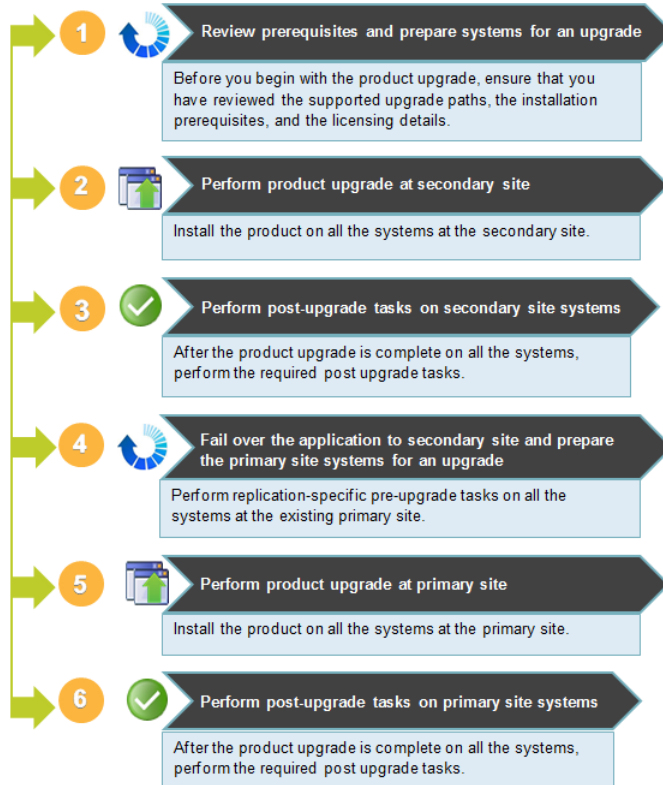 1
Review prerequisites and prepare systems for an upgrade
Before you begin with the product upgrade, ensure that you
have reviewed the supported upgrade paths, the installation
prerequisites, and the licensing details.
2
Perform product upgrade at secondary site
Install the product on all the systems at the secondary site.
3
Perform post-upgrade tasks on secondary site systems
After the product upgrade is complete on all the systems,
perform the required post upgrade tasks.
4
Fail over the application to secondary site and prepare
the primary site systems for an upgrade
Perform replication-specific pre-upgrade tasks on all the
systems at the existing primary site.
5
Perform product upgrade at primary site
Install the product on all the systems at the primary site.
6
Perform post-upgrade tasks on primary site systems
After the product upgrade is complete on all the systems,
perform the required post upgrade tasks.